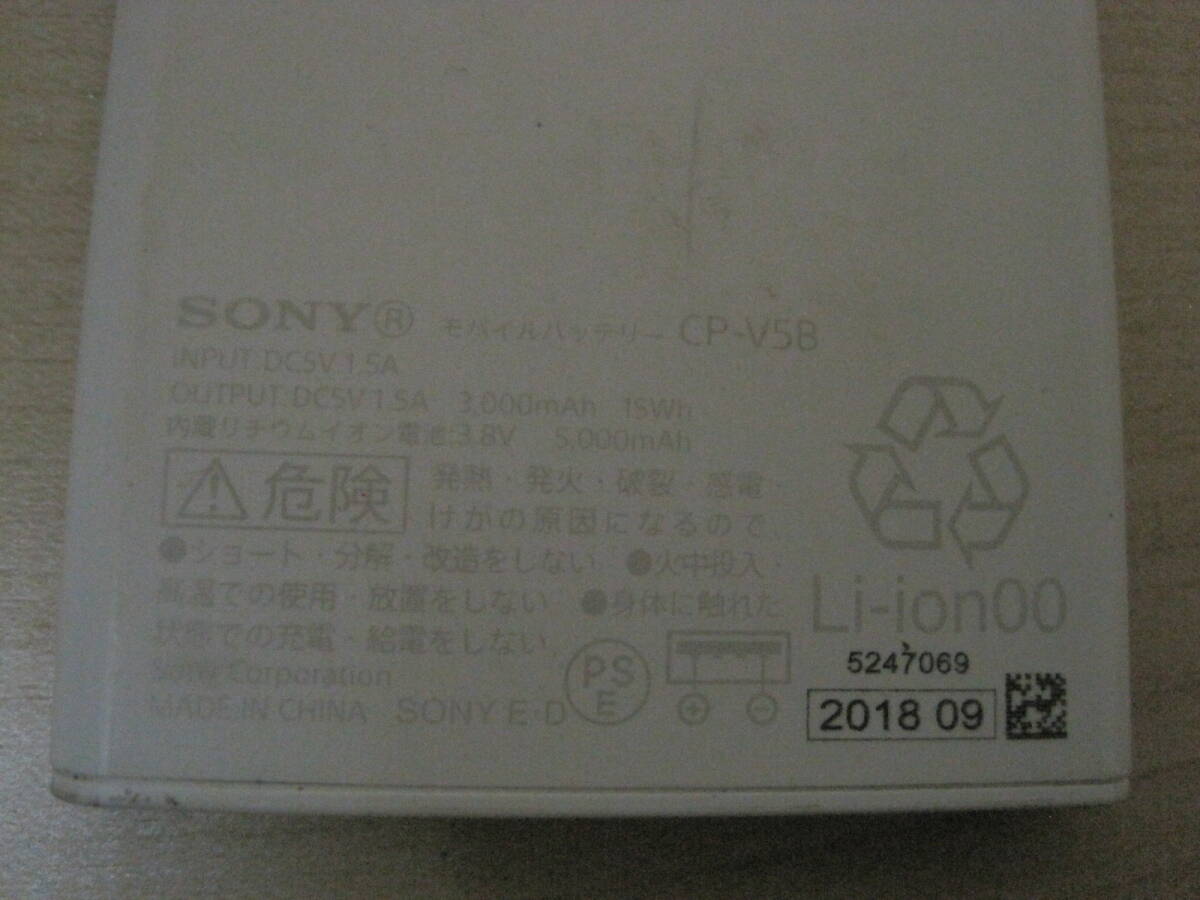 SONY® モバイルバッテリー CP-V5B
INPUT:DC5V 1.5A
OUTPUT:DC5V 1.5A 3,000mAh 15Wh
内蔵リチウムイオン電池:3.8V 5,000mAh
危険 発熱・発火・破裂・感電・
けがの原因になるので、
●ショート・分解・改造をしない ●火中投入・
高温での使用・放置をしない ●身体に触れた
状態での充電・給電をしない
Sony Corporation
MADE IN CHINA SONY E・D
PS
E
Li-ion00
5247069
2018 09